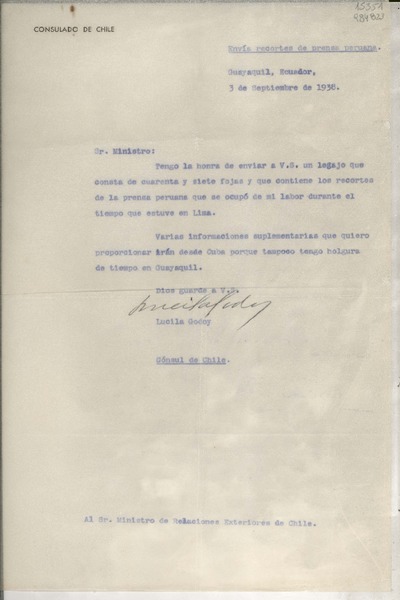 CONSULADO DE CHILE
Envía recortes de prensa peruana.
Guayaquil, Ecuador,
3 de Septiembre de 1938.
Sr. Ministro:
Tengo la honra de enviar a V.S. un legajo que
consta de cuarenta y siete fojas y que contiene los recortes
de la prensa peruana que se ocupó de mi labor durante el
tiempo que estuve en Lima.
Varias informaciones suplementarias que quiero
proporcionar irán desde Cuba porque tampoco tengo holgura
de tiempo en Guayaquil.
Dios guarde a V.S.
Lucila Godoy
Lucila Godoy
Cónsul de Chile.
Al Sr. Ministro de Relaciones Exteriores de Chile.